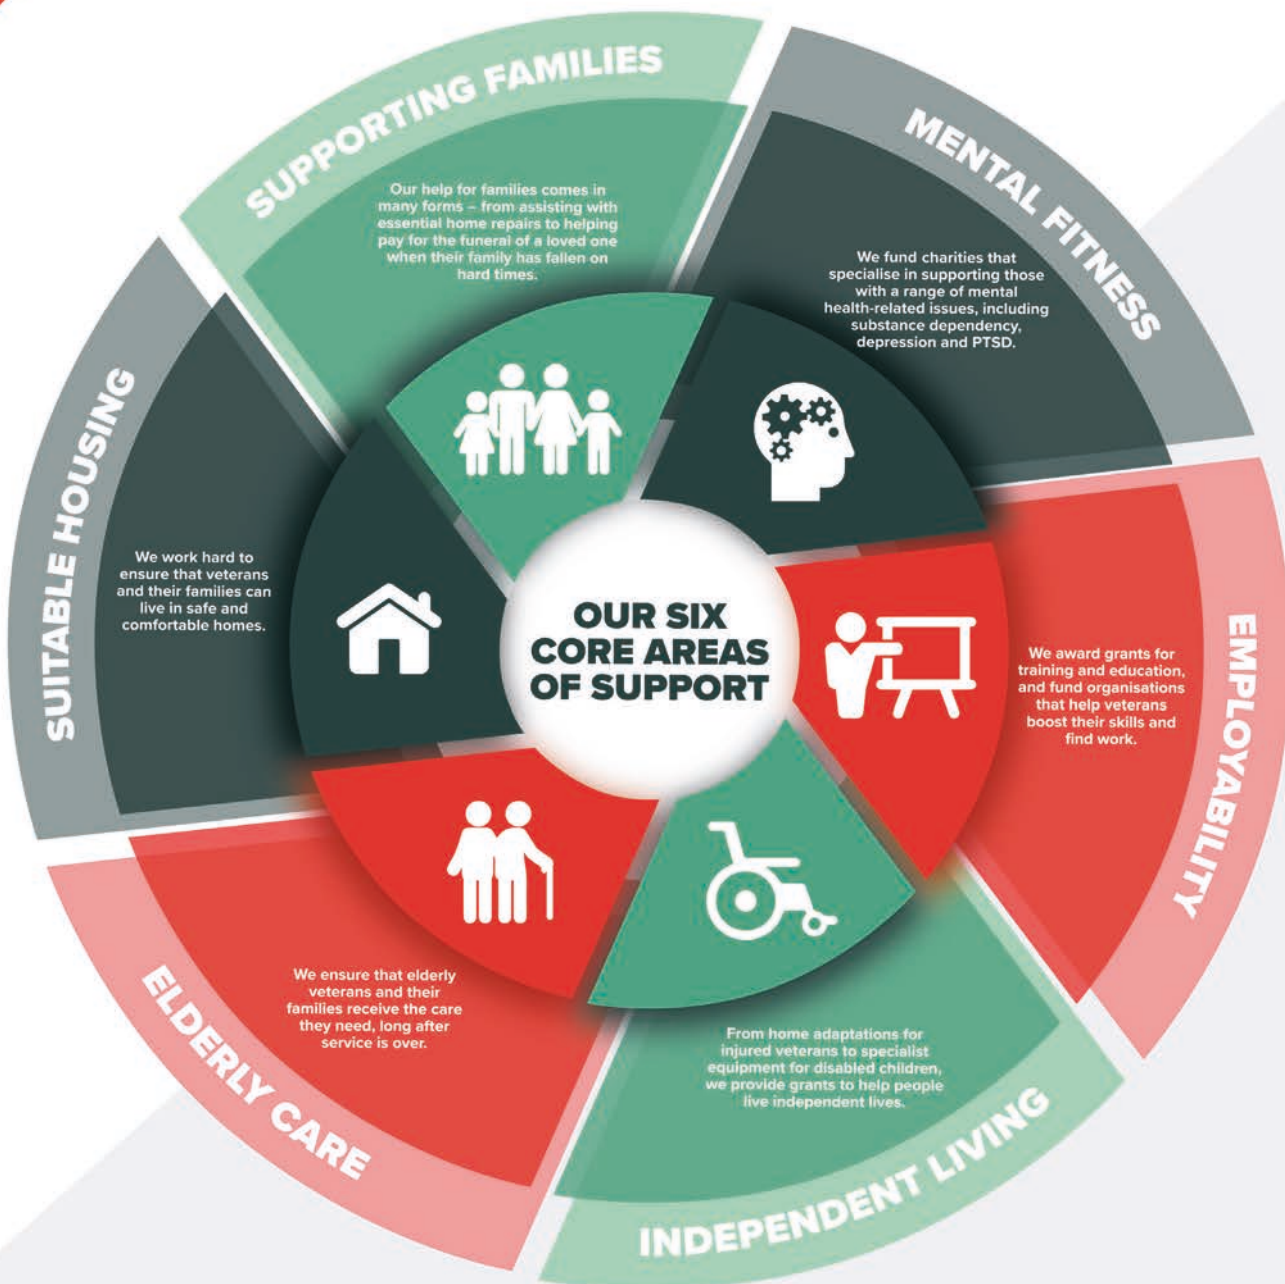 OUR SIX
CORE AREAS
OF SUPPORT
SUPPORTING FAMILIES
Our help for families comes in
many forms – from assisting with
essential home repairs to helping
pay for the funeral of a loved one
when their family has fallen on
hard times.
MENTAL FITNESS
We fund charities that
specialise in supporting those
with a range of mental
health-related issues, including
substance dependency,
depression and PTSD.
EMPLOYABILITY
We award grants for
training and education,
and fund organisations
that help veterans
boost their skills and
find work.
INDEPENDENT LIVING
From home adaptations for
injured veterans to specialist
equipment for disabled children,
we provide grants to help people
live independent lives.
ELDERLY CARE
We ensure that elderly
veterans and their
families receive the care
they need, long after
service is over.
SUITABLE HOUSING
We work hard to
ensure that veterans
and their families can
live in safe and
comfortable homes.